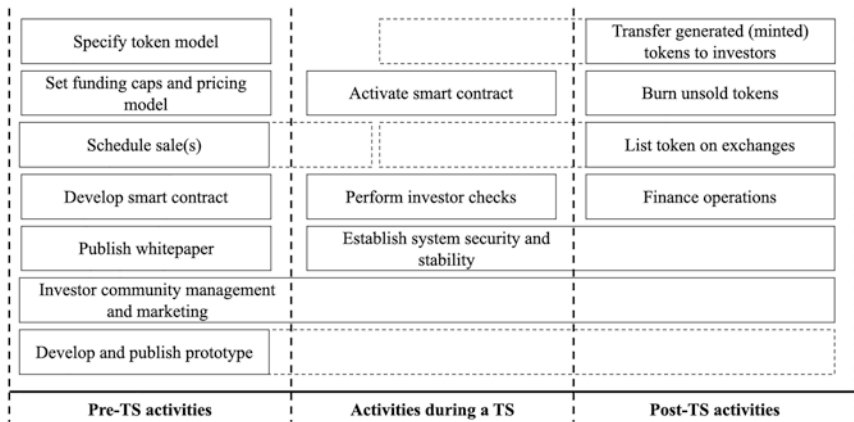 Specify token model
Transfer generated (minted)
tokens to investors
Set funding caps and pricing
model
Activate smart contract
Burn unsold tokens
Schedule sale(s)
List token on exchanges
Develop smart contract
Perform investor checks
Finance operations
Publish whitepaper
Establish system security and
stability
Investor community management
and marketing
Develop and publish prototype
Pre-TS activities
Activities during a TS
Post-TS activities